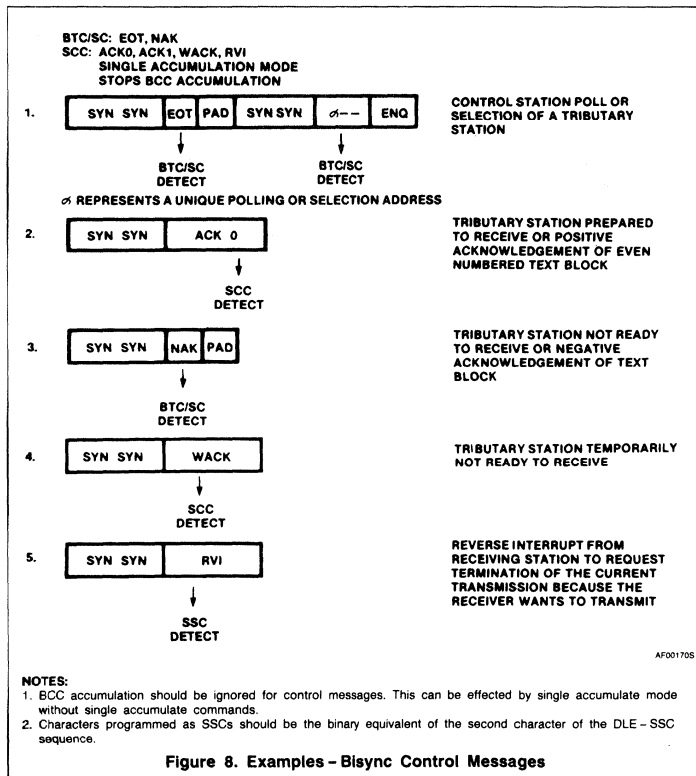 BTC/SC: EOT, NAK
SCC: ACK0, ACK1, WACK, RVI
SINGLE ACCUMULATION MODE
STOPS BCC ACCUMULATION
1. SYN SYN EOT PAD SYN SYN ∅-- ENQ
CONTROL STATION POLL OR
SELECTION OF A TRIBUTARY
STATION
BTC/SC
DETECT
BTC/SC
DETECT
∅ REPRESENTS A UNIQUE POLLING OR SELECTION ADDRESS
2. SYN SYN ACK 0
TRIBUTARY STATION PREPARED
TO RECEIVE OR POSITIVE
ACKNOWLEDGEMENT OF EVEN
NUMBERED TEXT BLOCK
SCC
DETECT
3. SYN SYN NAK PAD
TRIBUTARY STATION NOT READY
TO RECEIVE OR NEGATIVE
ACKNOWLEDGEMENT OF TEXT
BLOCK
BTC/SC
DETECT
4. SYN SYN WACK
TRIBUTARY STATION TEMPORARILY
NOT READY TO RECEIVE
SCC
DETECT
5. SYN SYN RVI
REVERSE INTERRUPT FROM
RECEIVING STATION TO REQUEST
TERMINATION OF THE CURRENT
TRANSMISSION BECAUSE THE
RECEIVER WANTS TO TRANSMIT
SSC
DETECT
AF00170S
NOTES:
1. BCC accumulation should be ignored for control messages. This can be effected by single accumulate mode
without single accumulate commands.
2. Characters programmed as SSCs should be the binary equivalent of the second character of the DLE – SSC
sequence.
Figure 8. Examples – Bisync Control Messages